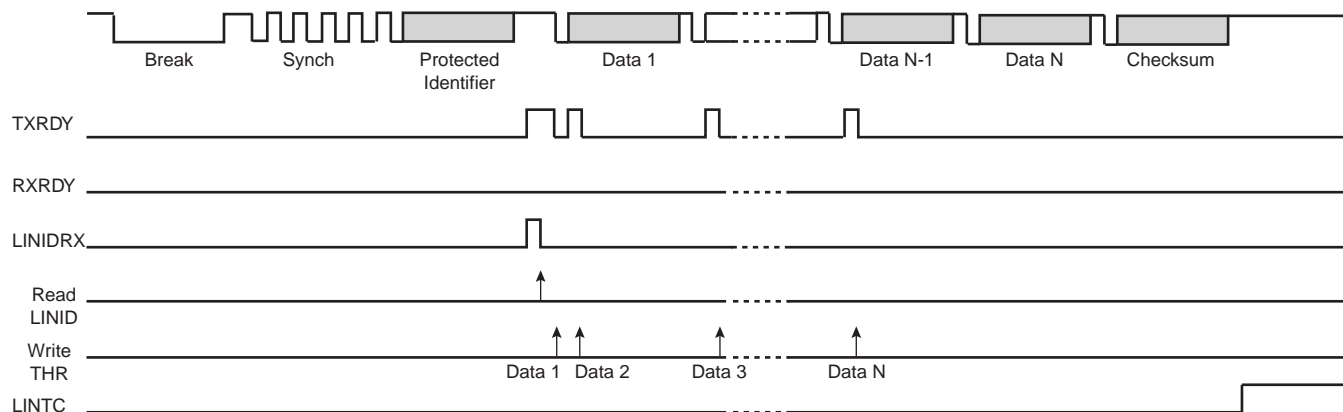 Break Synch Protected Identifier Data 1 Data N-1 Data N Checksum
TXRDY
RXRDY
LINIDRX
Read
LINID
Write
THR
Data 1 Data 2 Data 3 Data N
LINTC